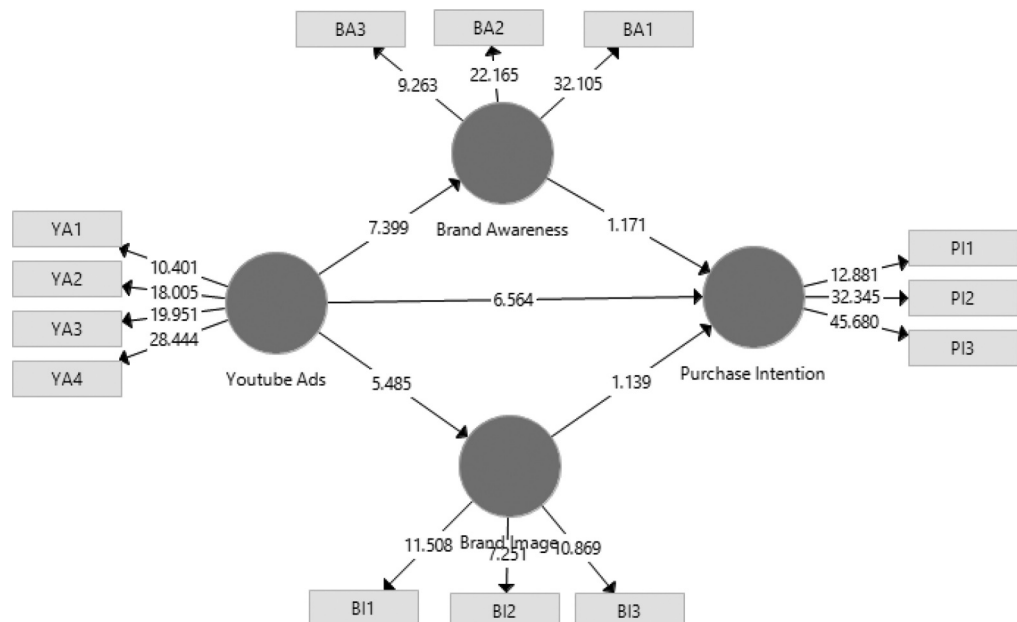 BA3
BA2
BA1
9.263
22.165
32.105
Brand Awareness
7.399
1.171
YA1
YA2
YA3
YA4
10.401
18.005
19.951
28.444
Youtube Ads
6.564
PI1
PI2
PI3
12.881
32.345
45.680
Purchase Intention
5.485
1.139
Brand Image
11.508
7.251
10.869
BI1
BI2
BI3